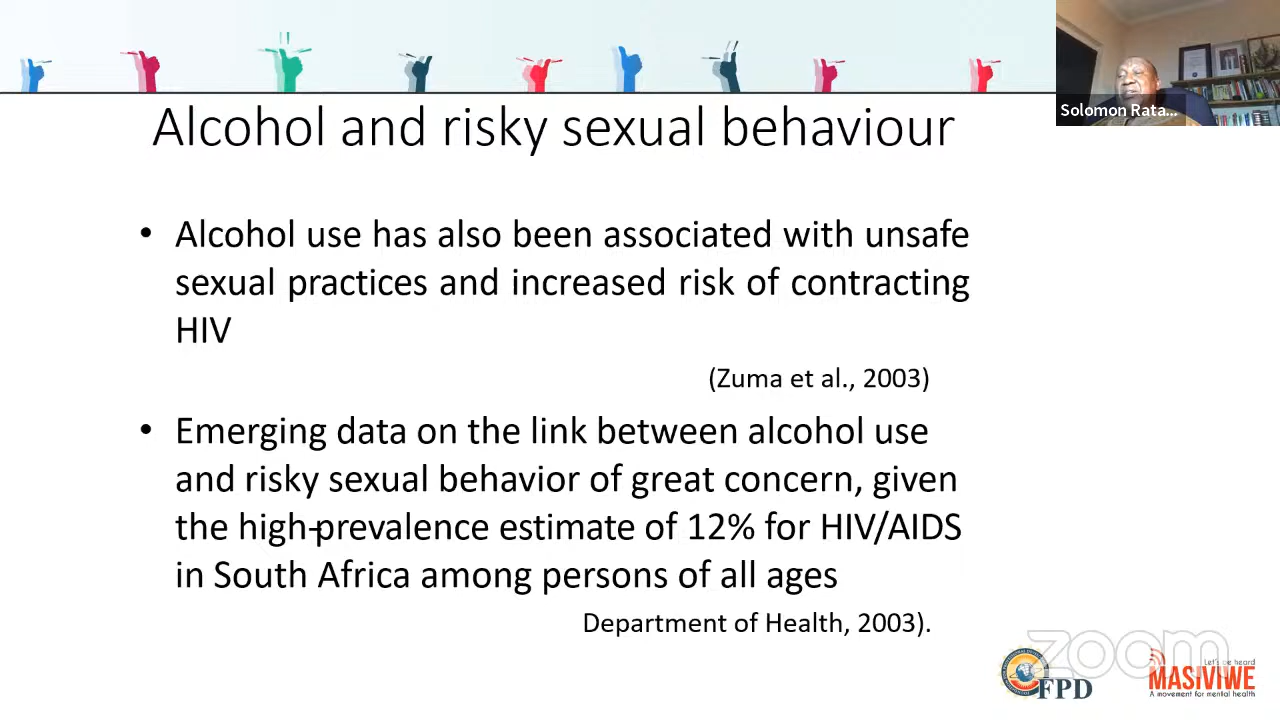 Solomon Rata...
Alcohol and risky sexual behaviour
• Alcohol use has also been associated with unsafe
sexual practices and increased risk of contracting
HIV
(Zuma et al., 2003)
• Emerging data on the link between alcohol use
and risky sexual behavior of great concern, given
the high-prevalence estimate of 12% for HIV/AIDS
in South Africa among persons of all ages
Department of Health, 2003).
zoom
FPD
Let's be heard
MASIVIWE
A movement for mental health